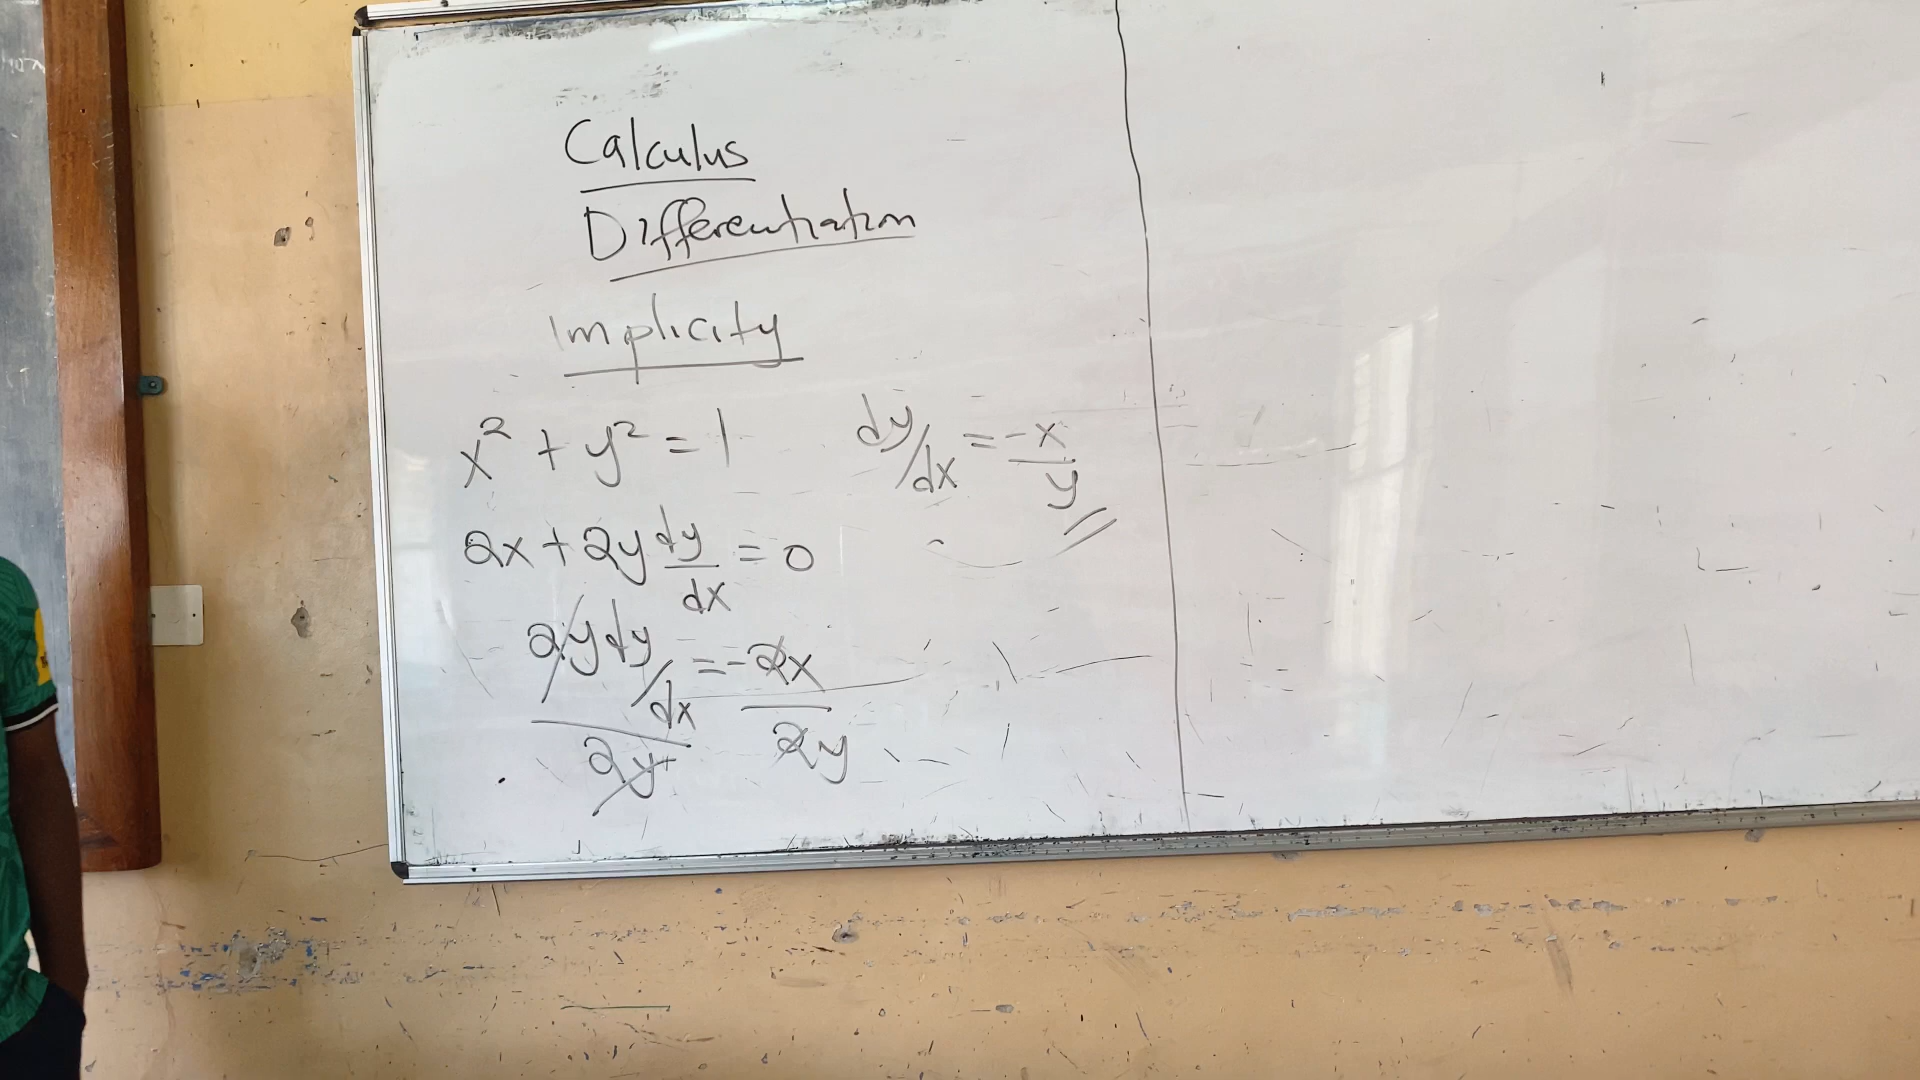 Calculus
Differentiation
Implicity
x² + y² = 1
2x + 2y dy/dx = 0
2y dy/dx / 2y = -2x / 2y
dy/dx = -x/y